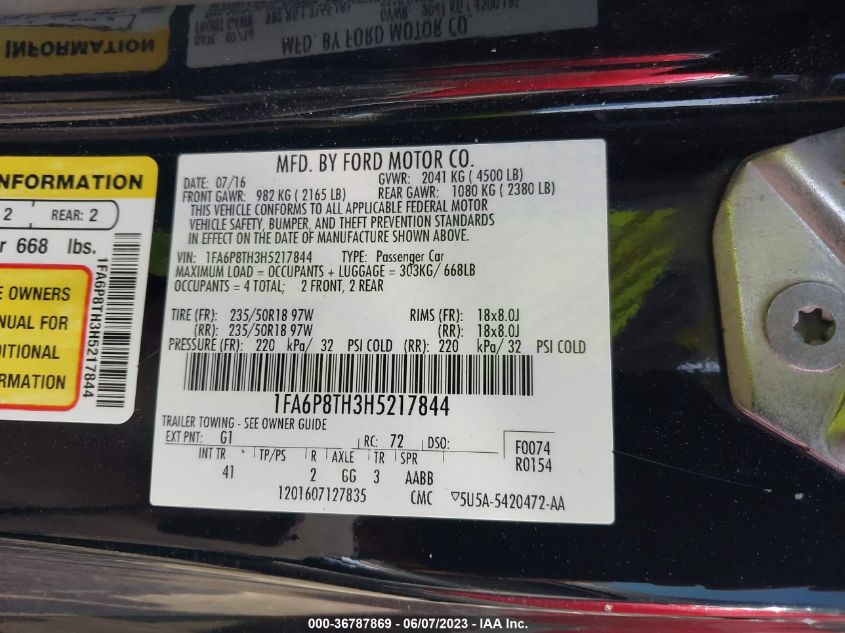 MFD. BY FORD MOTOR CO.
DATE: 07/16 GVWR: 2041 KG ( 4500 LB)
FRONT GAWR: 982 KG ( 2165 LB) REAR GAWR: 1080 KG ( 2380 LB)
THIS VEHICLE CONFORMS TO ALL APPLICABLE FEDERAL MOTOR
VEHICLE SAFETY, BUMPER, AND THEFT PREVENTION STANDARDS
IN EFFECT ON THE DATE OF MANUFACTURE SHOWN ABOVE.
VIN: 1FA6P8TH3H5217844 TYPE: Passenger Car
MAXIMUM LOAD = OCCUPANTS + LUGGAGE = 303KG/ 668LB
OCCUPANTS = 4 TOTAL; 2 FRONT, 2 REAR
TIRE (FR): 235/50R18 97W RIMS (FR): 18x8.0J
(RR): 235/50R18 97W (RR): 18x8.0J
PRESSURE (FR): 220 kPa/ 32 PSI COLD (RR): 220 kPa/ 32 PSI COLD
1FA6P8TH3H5217844
TRAILER TOWING - SEE OWNER GUIDE
EXT PNT: G1 RC: 72 DSO: F0074
R0154
INT TR TP/PS R AXLE TR SPR
41 2 GG 3 AABB
1201607127835 CMC ▽5U5A-5420472-AA
NFORMATION
2 REAR: 2
r 668 lbs.
E OWNERS
NUAL FOR
DITIONAL
RMATION
1FA6P8TH3H5217844
INFORMATION
MFD. BY FORD MOTOR CO.
DATE 07/16
000-36787869 - 06/07/2023 - © IAA, Inc.